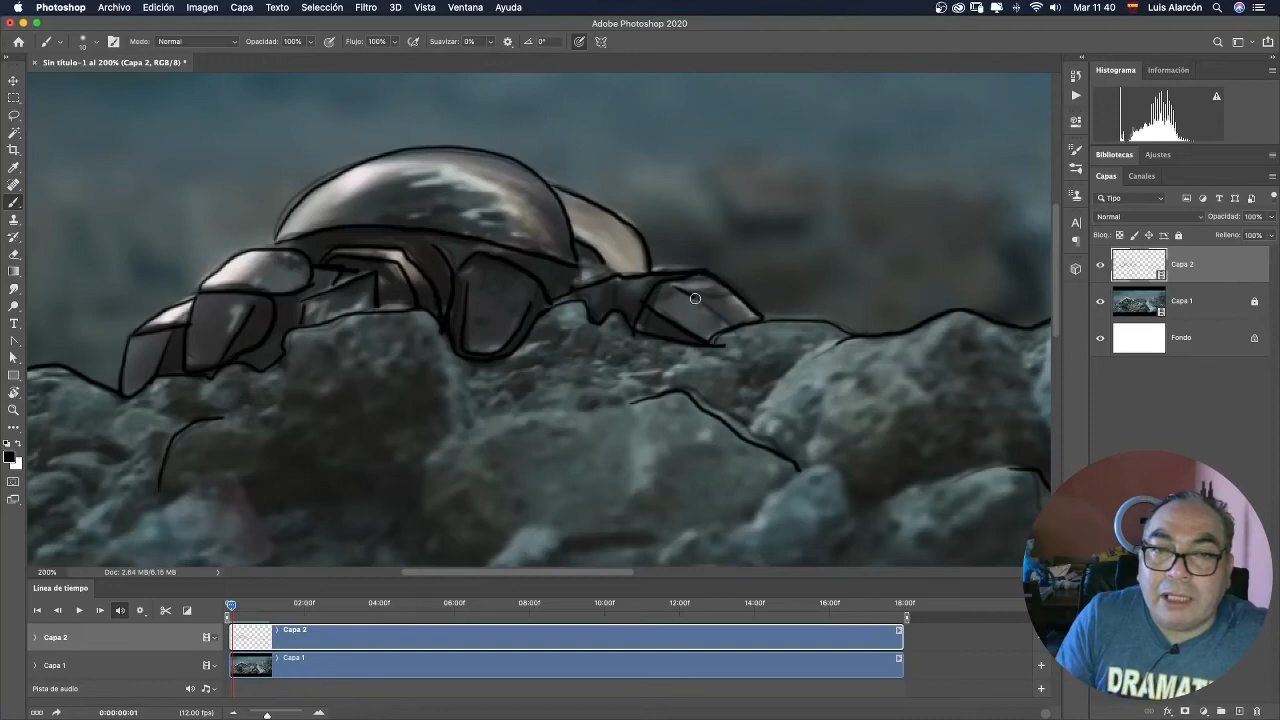 Photoshop Archivo Edición Imagen Capa Texto Selección Filtro 3D Vista Ventana Ayuda Mar 11 40 Luis Alarcón
Adobe Photoshop 2020
10 Modo: Normal Opacidad: 100% Flujo: 100% Suavizar: 0% 0°
× Sin título-1 al 200% (Capa 2, RGB/8) *
Histograma Información
Bibliotecas Ajustes
Capas Canales
Tipo
Normal Opacidad: 100%
Bloq.: Relleno: 100%
Capa 2
Capa 1
Fondo
200% Doc: 2.64 MB/6.15 MB
Línea de tiempo
02:00f 04:00f 06:00f 08:00f 10:00f 12:00f 14:00f 16:00f 18:00f
Capa 2 Capa 2
Capa 1 Capa 1
Pista de audio
0:00:00:01 (12.00 fps)
DRAMATI